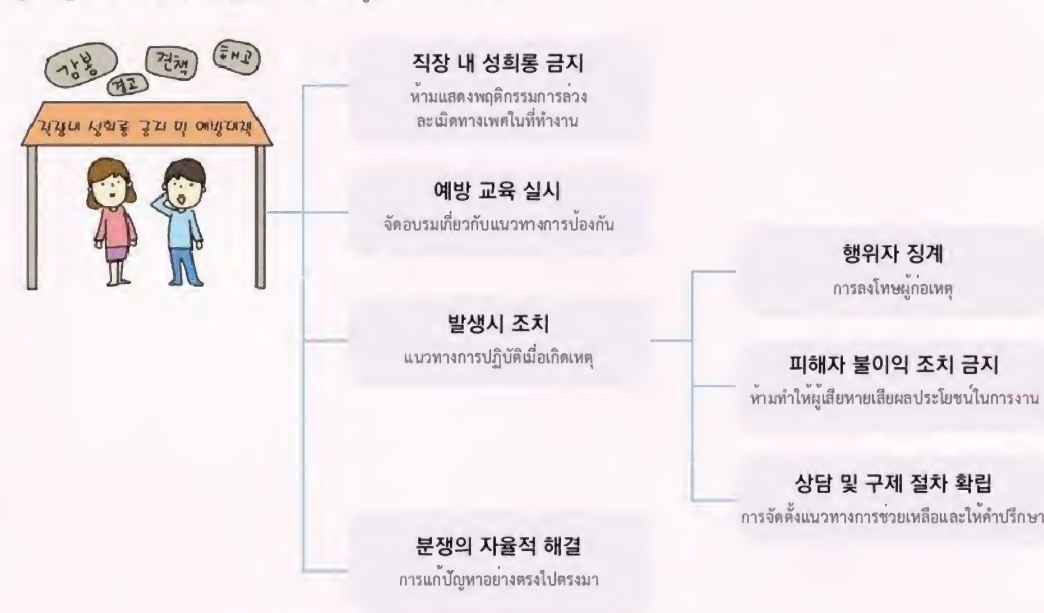 감봉
경고
견책
해고
직장내 성희롱 금지 및 예방대책
직장 내 성희롱 금지
ห้ามแสดงพฤติกรรมการล่วง
ละเมิดทางเพศในที่ทำงาน
예방 교육 실시
จัดอบรมเกี่ยวกับแนวทางการป้องกัน
발생시 조치
แนวทางการปฏิบัติเมื่อเกิดเหตุ
행위자 징계
การลงโทษผู้ก่อเหตุ
피해자 불이익 조치 금지
ห้ามทำให้ผู้เสียหายเสียผลประโยชน์ในการงาน
상담 및 구제 절차 확립
การจัดตั้งแนวทางการช่วยเหลือและให้คำปรึกษา
분쟁의 자율적 해결
การแก้ปัญหาอย่างตรงไปตรงมา